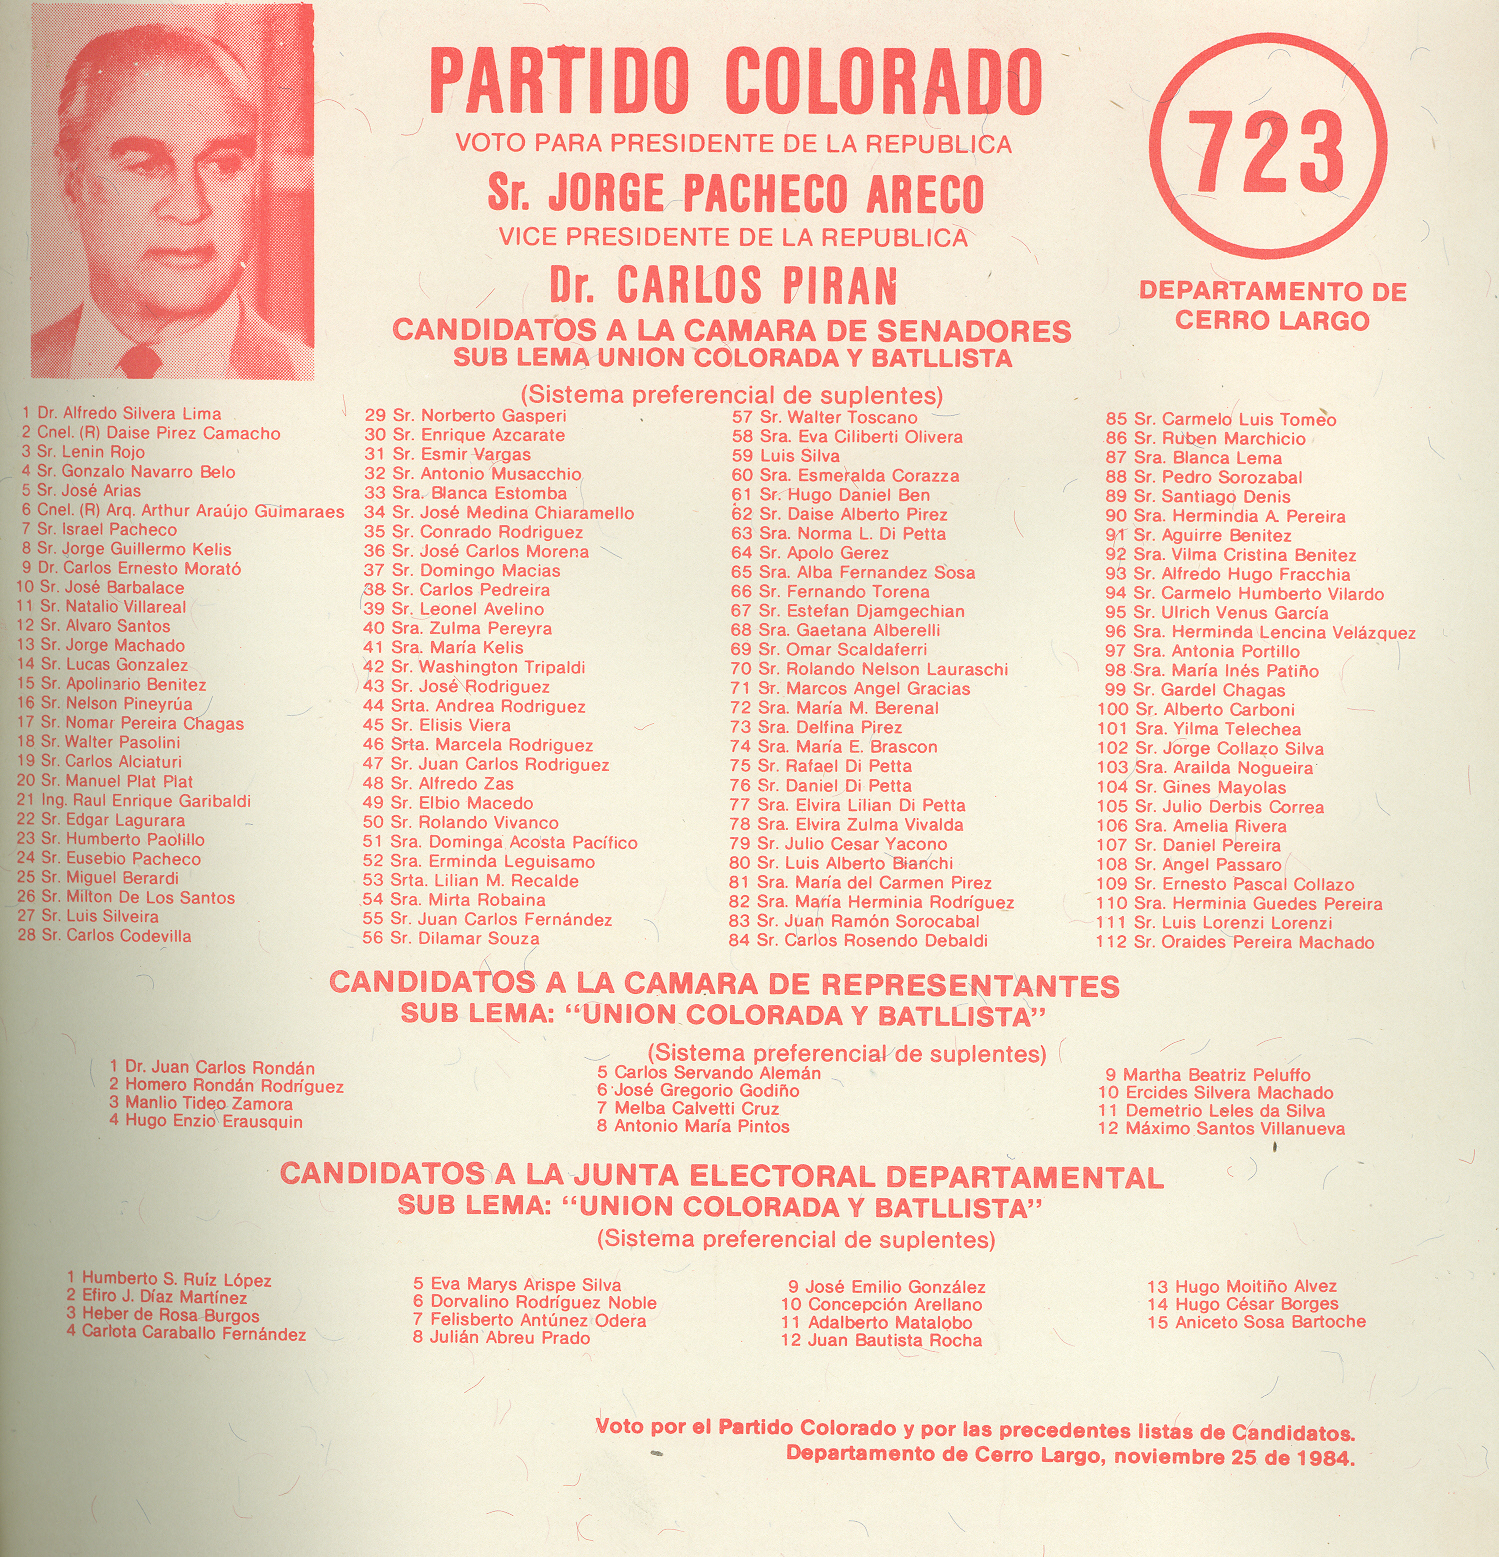 PARTIDO COLORADO
VOTO PARA PRESIDENTE DE LA REPUBLICA
Sr. JORGE PACHECO ARECO
VICE PRESIDENTE DE LA REPUBLICA
Dr. CARLOS PIRAN
723
DEPARTAMENTO DE
CERRO LARGO
CANDIDATOS A LA CAMARA DE SENADORES
SUB LEMA UNION COLORADA Y BATLLISTA
(Sistema preferencial de suplentes)
1 Dr. Alfredo Silvera Lima
2 Cnel. (R) Daise Pirez Camacho
3 Sr. Lenin Rojo
4 Sr. Gonzalo Navarro Belo
5 Sr. José Arias
6 Cnel. (R) Arq. Arthur Araújo Guimaraes
7 Sr. Israel Pacheco
8 Sr. Jorge Guillermo Kelis
9 Dr. Carlos Ernesto Morató
10 Sr. José Barbalace
11 Sr. Natalio Villareal
12 Sr. Alvaro Santos
13 Sr. Jorge Machado
14 Sr. Lucas Gonzalez
15 Sr. Apolinario Benitez
16 Sr. Nelson Pineyrúa
17 Sr. Nomar Pereira Chagas
18 Sr. Walter Pasolini
19 Sr. Carlos Alciaturi
20 Sr. Manuel Plat Plat
21 Ing. Raul Enrique Garibaldi
22 Sr. Edgar Lagurara
23 Sr. Humberto Paolillo
24 Sr. Eusebio Pacheco
25 Sr. Miguel Berardi
26 Sr. Milton De Los Santos
27 Sr. Luis Silveira
28 Sr. Carlos Codevilla
29 Sr. Norberto Gasperi
30 Sr. Enrique Azcarate
31 Sr. Esmir Vargas
32 Sr. Antonio Musacchio
33 Sra. Blanca Estomba
34 Sr. José Medina Chiaramello
35 Sr. Conrado Rodriguez
36 Sr. José Carlos Morena
37 Sr. Domingo Macias
38 Sr. Carlos Pedreira
39 Sr. Leonel Avelino
40 Sra. Zulma Pereyra
41 Sra. María Kelis
42 Sr. Washington Tripaldi
43 Sr. José Rodriguez
44 Srta. Andrea Rodriguez
45 Sr. Elisis Viera
46 Srta. Marcela Rodriguez
47 Sr. Juan Carlos Rodriguez
48 Sr. Alfredo Zas
49 Sr. Elbio Macedo
50 Sr. Rolando Vivanco
51 Sra. Dominga Acosta Pacífico
52 Sra. Erminda Leguisamo
53 Srta. Lilian M. Recalde
54 Sra. Mirta Robaina
55 Sr. Juan Carlos Fernández
56 Sr. Dilamar Souza
57 Sr. Walter Toscano
58 Sra. Eva Ciliberti Olivera
59 Luis Silva
60 Sra. Esmeralda Corazza
61 Sr. Hugo Daniel Ben
62 Sr. Daise Alberto Pirez
63 Sra. Norma L. Di Petta
64 Sr. Apolo Gerez
65 Sra. Alba Fernandez Sosa
66 Sr. Fernando Torena
67 Sr. Estefan Djamgechian
68 Sra. Gaetana Alberelli
69 Sr. Omar Scaldaferri
70 Sr. Rolando Nelson Lauraschi
71 Sr. Marcos Angel Gracias
72 Sra. María M. Berenal
73 Sra. Delfina Pirez
74 Sra. María E. Brascon
75 Sr. Rafael Di Petta
76 Sr. Daniel Di Petta
77 Sra. Elvira Lilian Di Petta
78 Sra. Elvira Zulma Vivalda
79 Sr. Julio Cesar Yacono
80 Sr. Luis Alberto Bianchi
81 Sra. María del Carmen Pirez
82 Sra. María Herminia Rodríguez
83 Sr. Juan Ramón Sorocabal
84 Sr. Carlos Rosendo Debaldi
85 Sr. Carmelo Luis Tomeo
86 Sr. Ruben Marchicio
87 Sra. Blanca Lema
88 Sr. Pedro Sorozabal
89 Sr. Santiago Denis
90 Sra. Hermindia A. Pereira
91 Sr. Aguirre Benitez
92 Sra. Vilma Cristina Benitez
93 Sr. Alfredo Hugo Fracchia
94 Sr. Carmelo Humberto Vilardo
95 Sr. Ulrich Venus García
96 Sra. Herminda Lencina Velázquez
97 Sra. Antonia Portillo
98 Sra. María Inés Patiño
99 Sr. Gardel Chagas
100 Sr. Alberto Carboni
101 Sra. Yilma Telechea
102 Sr. Jorge Collazo Silva
103 Sra. Arailda Nogueira
104 Sr. Gines Mayolas
105 Sr. Julio Derbis Correa
106 Sra. Amelia Rivera
107 Sr. Daniel Pereira
108 Sr. Angel Passaro
109 Sr. Ernesto Pascal Collazo
110 Sra. Herminia Guedes Pereira
111 Sr. Luis Lorenzi Lorenzi
112 Sr. Oraides Pereira Machado
CANDIDATOS A LA CAMARA DE REPRESENTANTES
SUB LEMA: “UNION COLORADA Y BATLLISTA”
(Sistema preferencial de suplentes)
1 Dr. Juan Carlos Rondán
2 Homero Rondán Rodríguez
3 Manlio Tideo Zamora
4 Hugo Enzio Erausquin
5 Carlos Servando Alemán
6 José Gregorio Godiño
7 Melba Calvetti Cruz
8 Antonio María Pintos
9 Martha Beatriz Peluffo
10 Ercides Silvera Machado
11 Demetrio Leles da Silva
12 Máximo Santos Villanueva
CANDIDATOS A LA JUNTA ELECTORAL DEPARTAMENTAL
SUB LEMA: “UNION COLORADA Y BATLLISTA”
(Sistema preferencial de suplentes)
1 Humberto S. Ruíz López
2 Efiro J. Díaz Martínez
3 Heber de Rosa Burgos
4 Carlota Caraballo Fernández
5 Eva Marys Arispe Silva
6 Dorvalino Rodríguez Noble
7 Felisberto Antúnez Odera
8 Julián Abreu Prado
9 José Emilio González
10 Concepción Arellano
11 Adalberto Matalobo
12 Juan Bautista Rocha
13 Hugo Moitiño Alvez
14 Hugo César Borges
15 Aniceto Sosa Bartoche
Voto por el Partido Colorado y por las precedentes listas de Candidatos.
Departamento de Cerro Largo, noviembre 25 de 1984.